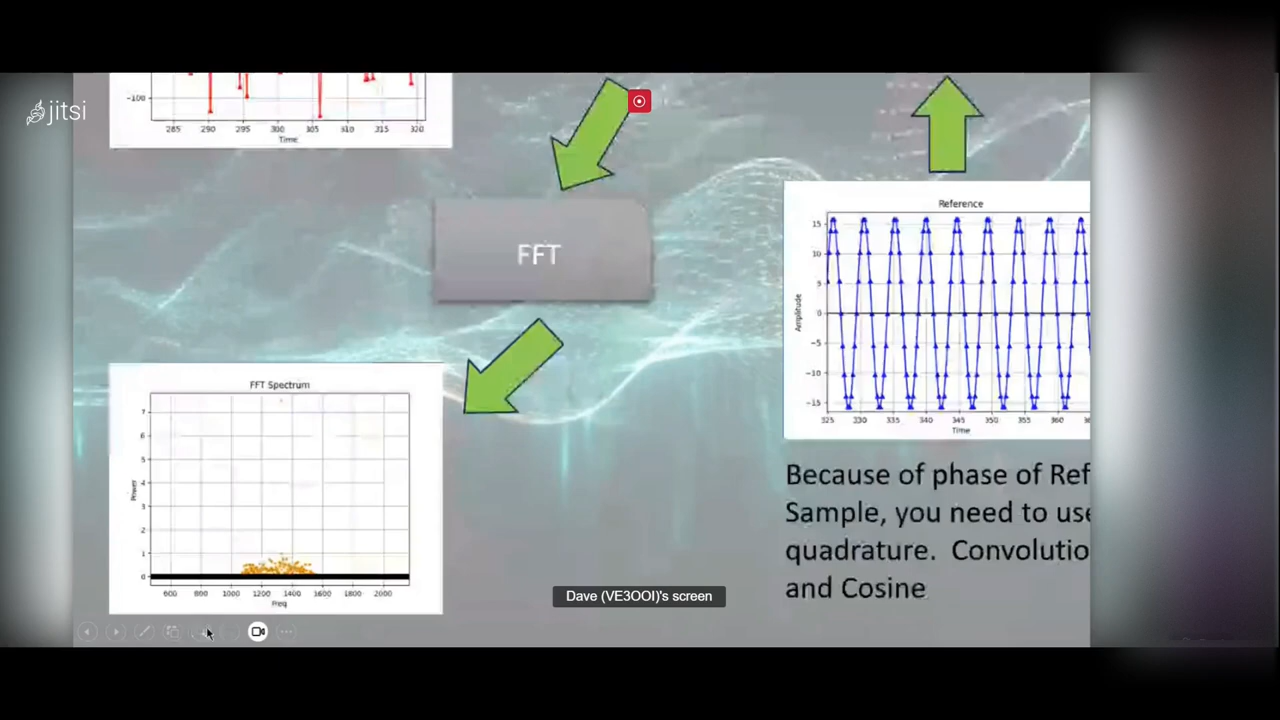 jitsi
-100
285 290 295 300 305 310 315 320
Time
FFT
Reference
15
10
5
0
-5
-10
-15
Amplitude
325 330 335 340 345 350 355 360
Time
FFT Spectrum
7
6
5
4
3
2
1
0
Power
600 800 1000 1200 1400 1600 1800 2000
Freq
Because of phase of Ref
Sample, you need to use
quadrature. Convolutio
and Cosine
Dave (VE3OOI)'s screen